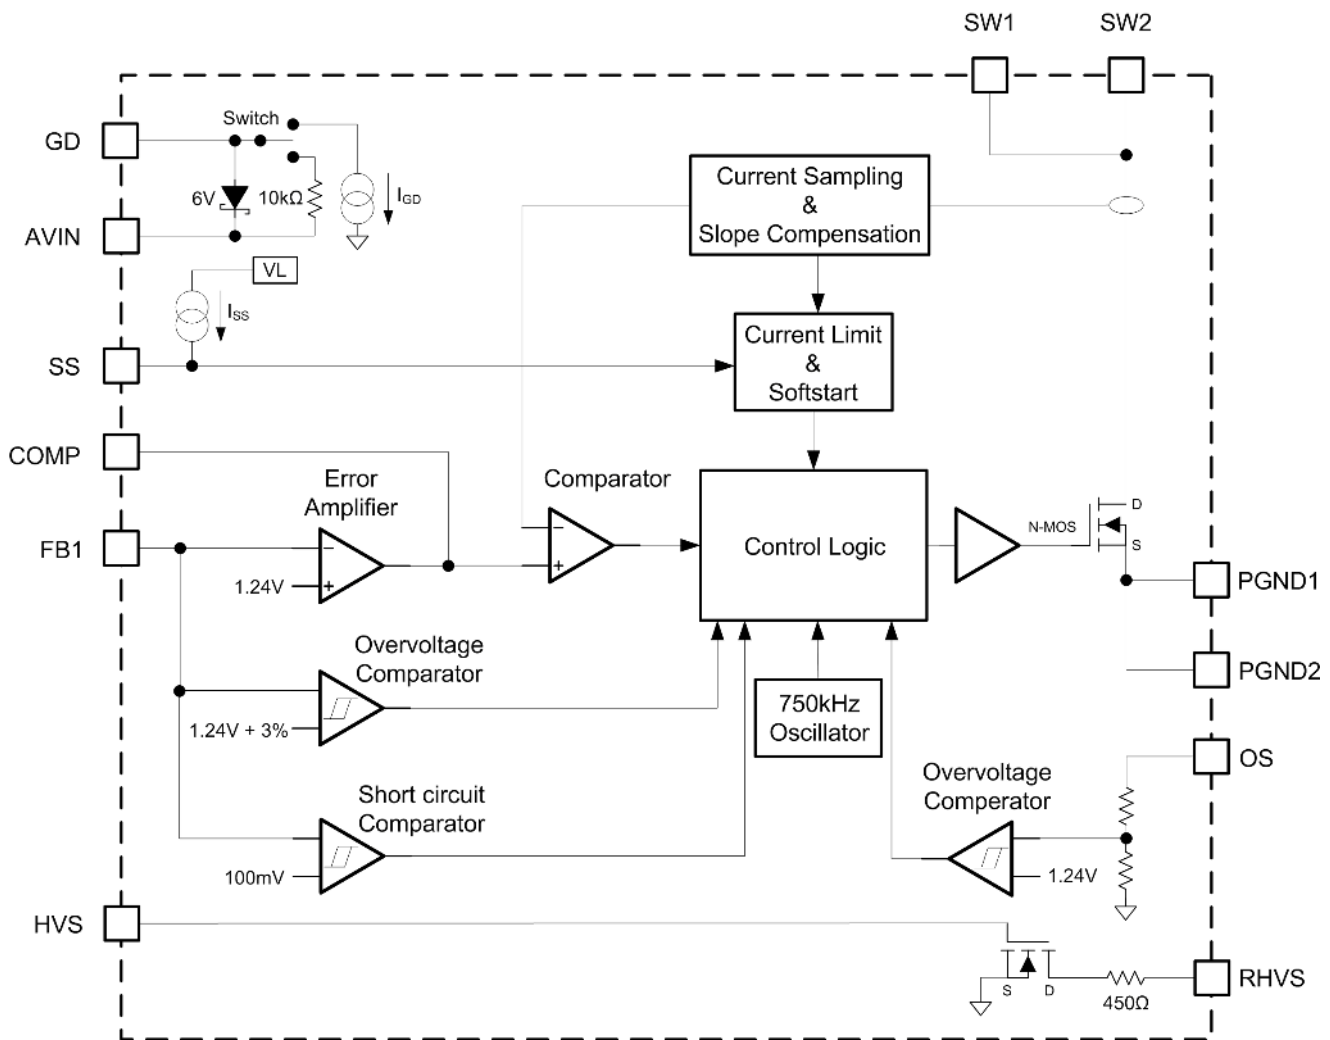 SW1
SW2
GD
Switch
6V
10kΩ
IGD
AVIN
VL
ISS
SS
Current Sampling
&
Slope Compensation
Current Limit
&
Softstart
COMP
Error
Amplifier
Comparator
FB1
−
+
1.24V
−
+
Control Logic
N-MOS
D
S
PGND1
PGND2
Overvoltage
Comparator
1.24V + 3%
750kHz
Oscillator
OS
Short circuit
Comparator
100mV
Overvoltage
Comperator
1.24V
HVS
S
D
450Ω
RHVS